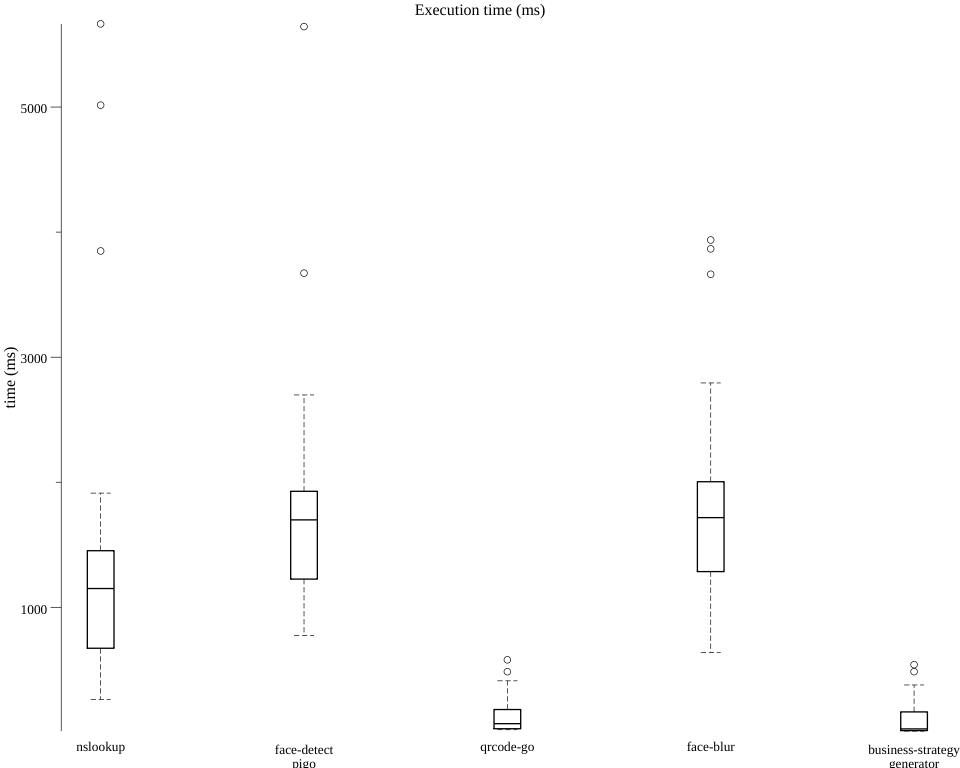 Execution time (ms)
5000
time (ms)
3000
1000
nslookup
face-detect
pigo
qrcode-go
face-blur
business-strategy
generator